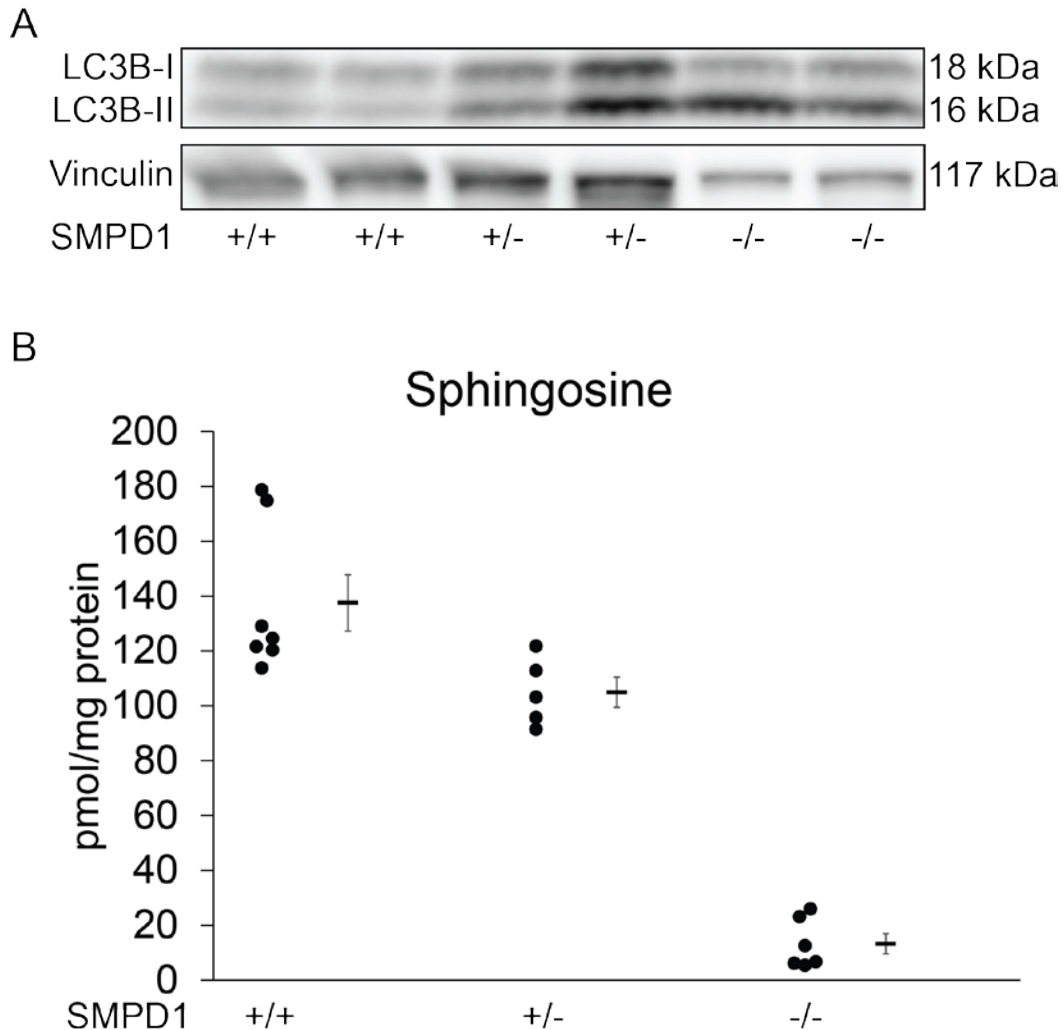 A
LC3B-I 18 kDa
LC3B-II 16 kDa
Vinculin 117 kDa
SMPD1 +/+ +/+ +/- +/- -/- -/-
B
Sphingosine
200
180
160
140
120
100
80
60
40
20
0
pmol/mg protein
SMPD1 +/+ +/- -/-